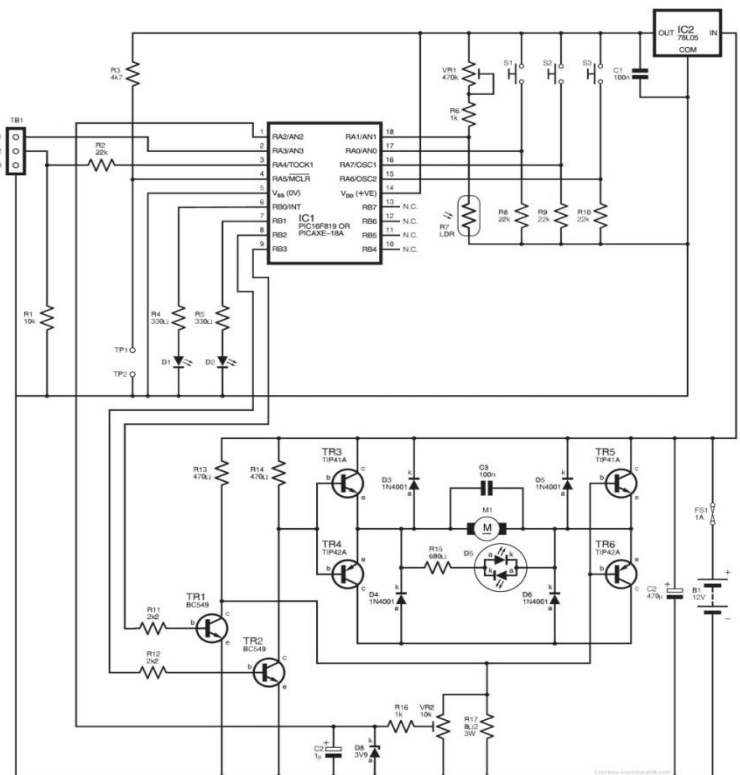 OUT
IC2
78L05
IN
COM
R3
4k7
VR1
470k
S1
S2
S3
C1
100n
R6
1k
TB1
R2
22k
1
2
3
4
5
6
7
8
9
RA2/AN2
RA3/AN3
RA4/TOCK1
RA5/MCLR
VSS (0V)
RB0/INT
RB1
RB2
RB3
RA1/AN1
RA0/AN0
RA7/OSC1
RA6/OSC2
VDD (+VE)
RB7
RB6
RB5
RB4
18
17
16
15
14
13
12
11
10
N.C.
N.C.
N.C.
N.C.
IC1
PIC16F819 OR
PICAXE-18A
R7
LDR
R8
22k
R9
22k
R10
22k
R1
10k
R4
330Ω
R5
330Ω
TP1
TP2
D1
D2
R13
470Ω
R14
470Ω
TR3
TIP41A
b
c
e
D3
1N4001
k
a
C3
100n
D5
1N4001
k
a
TR5
TIP41A
b
c
e
M1
M
FS1
1A
TR4
TIP42A
b
e
c
R15
680Ω
D5
a
k
k
a
TR6
TIP42A
b
e
c
D4
1N4001
k
a
D6
1N4001
k
a
C2
470µ
+
B1
12V
+
–
TR1
BC549
b
c
e
R11
2k2
TR2
BC549
b
c
e
R12
2k2
R16
1k
VR2
10k
R17
8Ω2
3W
+
C2
1µ
D8
3V9
k
a